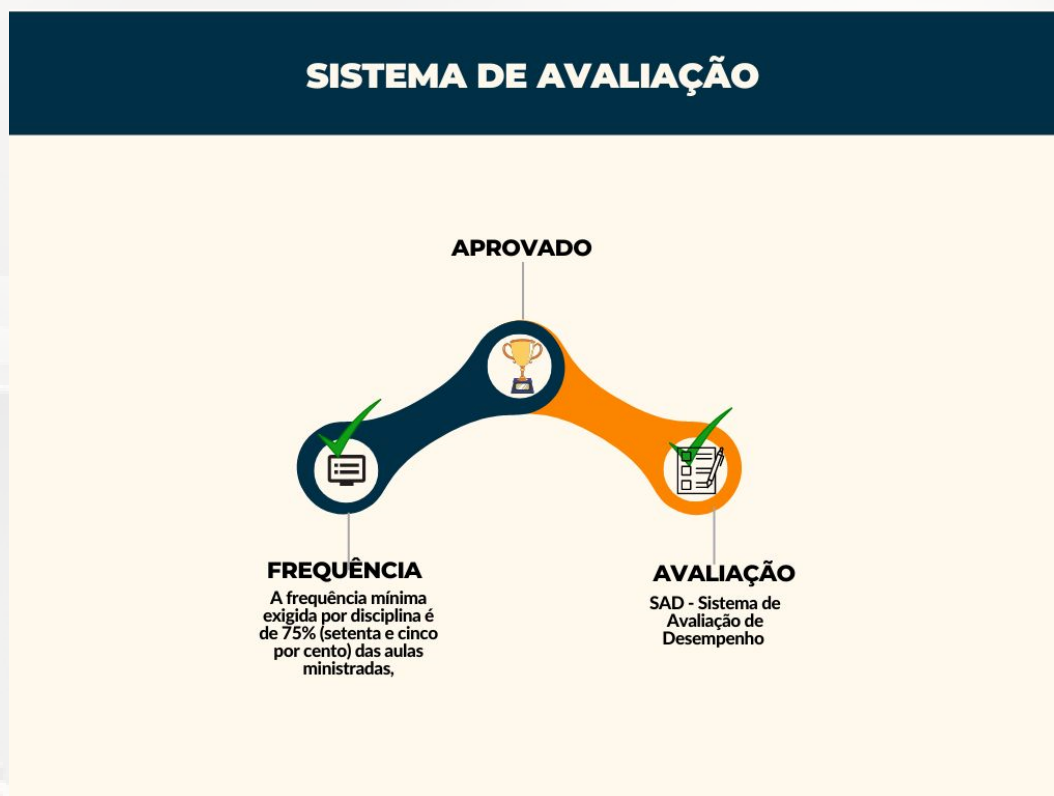 SISTEMA DE AVALIAÇÃO
APROVADO
FREQUÊNCIA
A frequência mínima
exigida por disciplina é
de 75% (setenta e cinco
por cento) das aulas
ministradas,
AVALIAÇÃO
SAD - Sistema de
Avaliação de
Desempenho